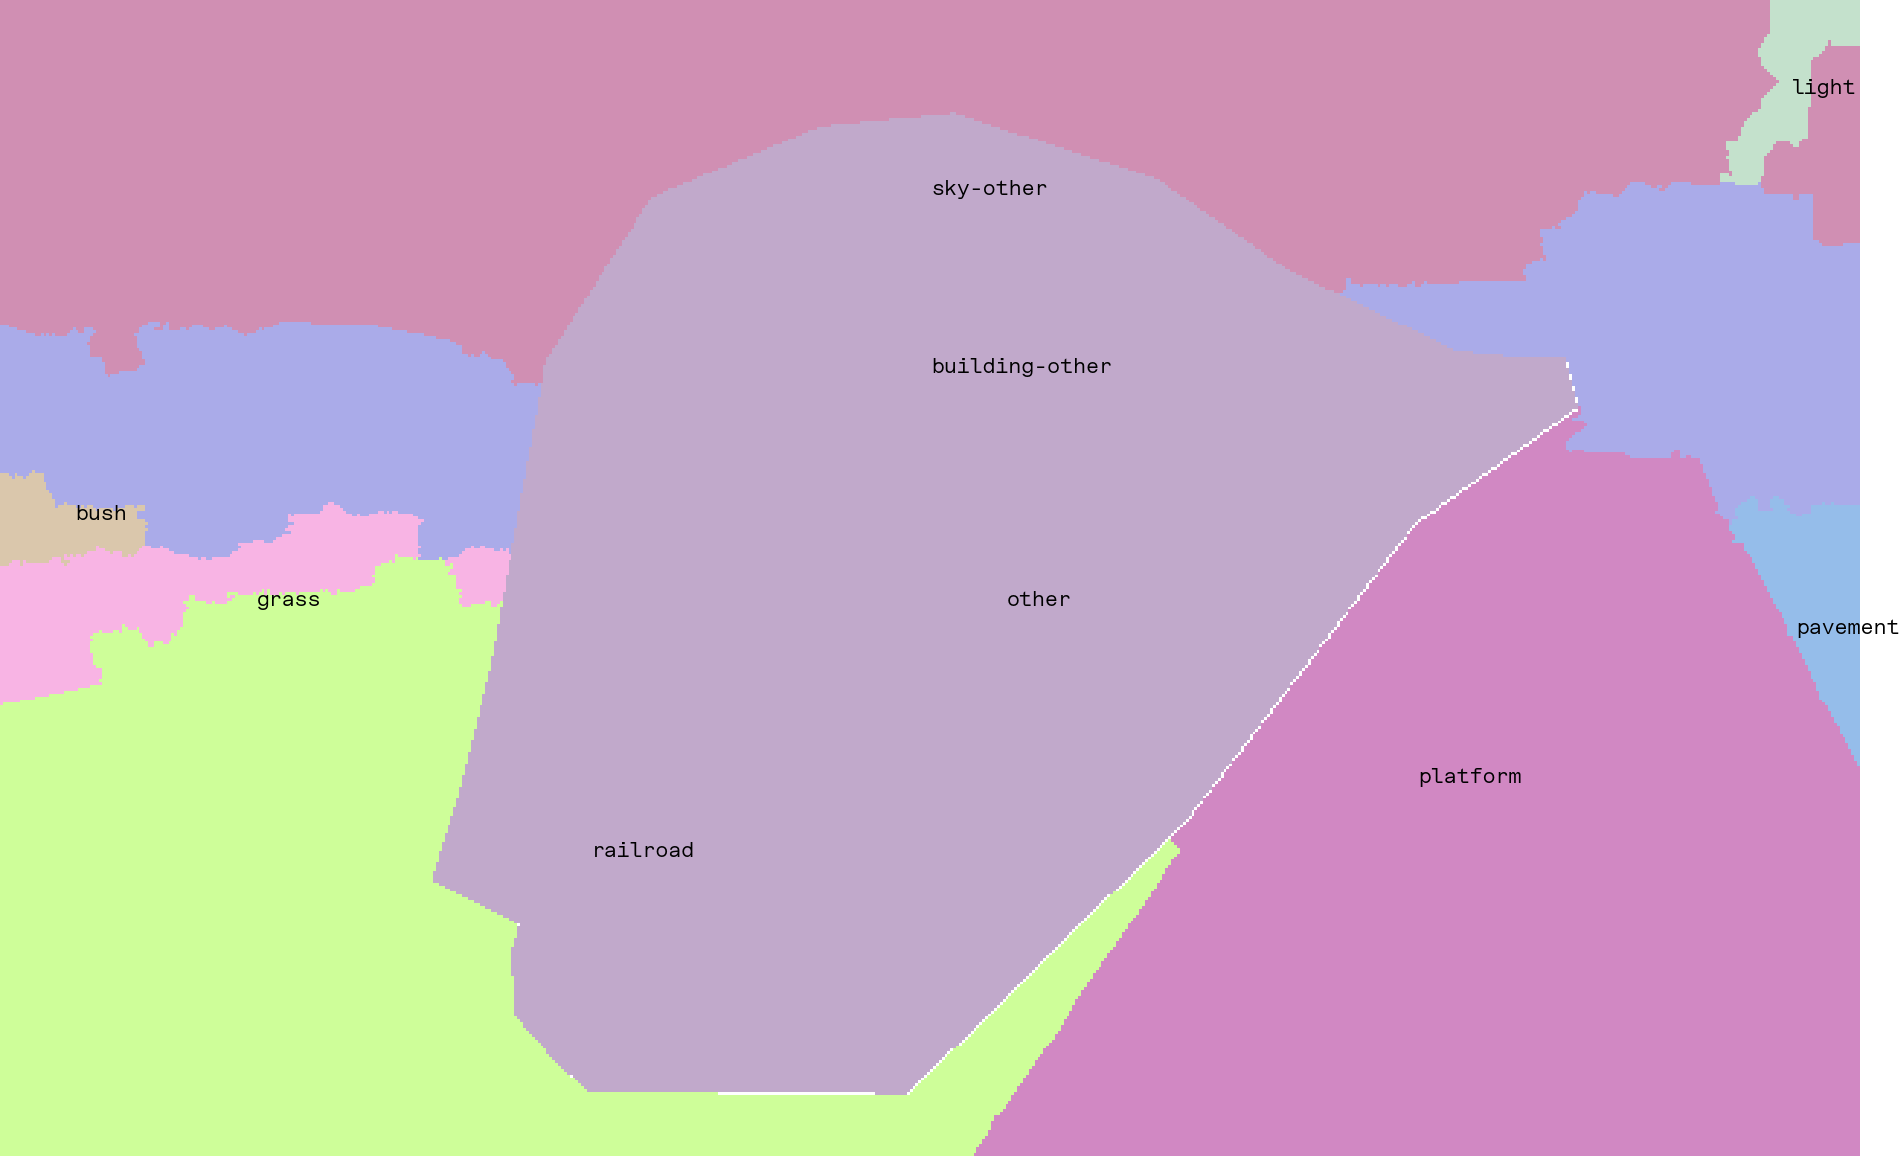 light
sky-other
building-other
bush
grass
other
pavement
platform
railroad